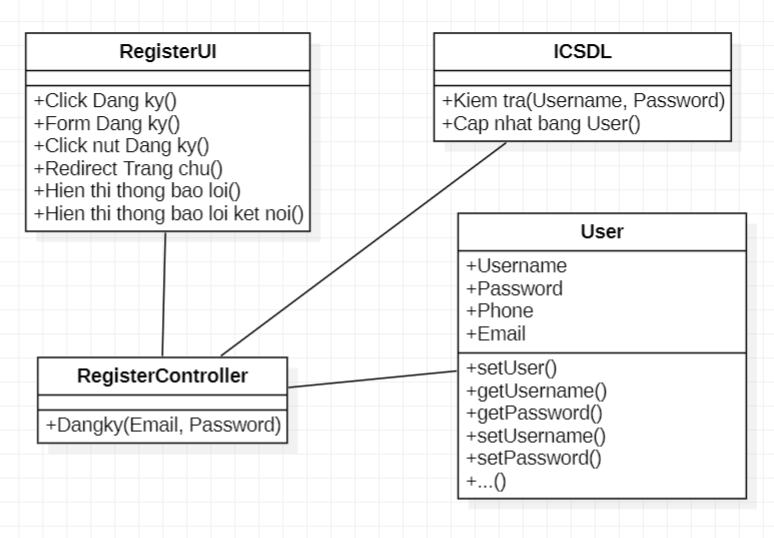 RegisterUI
+Click Dang ky()
+Form Dang ky()
+Click nut Dang ky()
+Redirect Trang chu()
+Hien thi thong bao loi()
+Hien thi thong bao loi ket noi()
ICSDL
+Kiem tra(Username, Password)
+Cap nhat bang User()
User
+Username
+Password
+Phone
+Email
+setUser()
+getUsername()
+getPassword()
+setUsername()
+setPassword()
+...()
RegisterController
+Dangky(Email, Password)